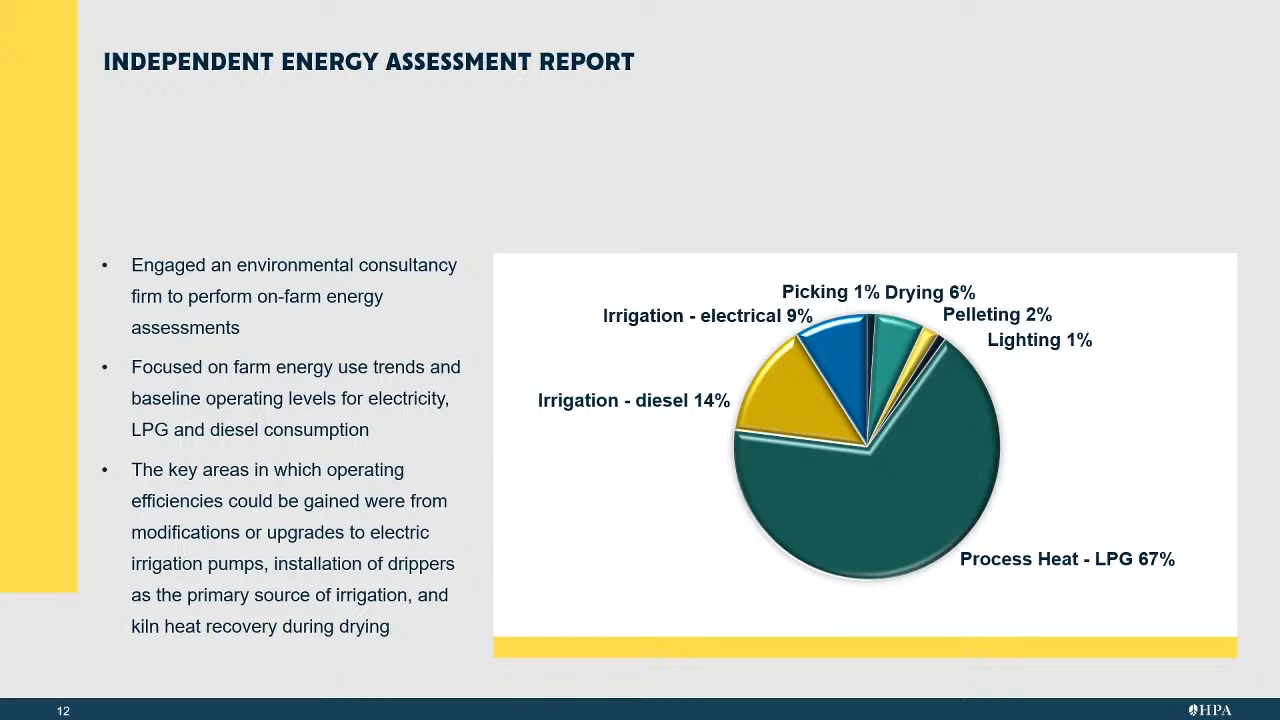 INDEPENDENT ENERGY ASSESSMENT REPORT
• Engaged an environmental consultancy
firm to perform on-farm energy
assessments
• Focused on farm energy use trends and
baseline operating levels for electricity,
LPG and diesel consumption
• The key areas in which operating
efficiencies could be gained were from
modifications or upgrades to electric
irrigation pumps, installation of drippers
as the primary source of irrigation, and
kiln heat recovery during drying
Picking 1%
Drying 6%
Irrigation - electrical 9%
Pelleting 2%
Lighting 1%
Irrigation - diesel 14%
Process Heat - LPG 67%
12
HPA